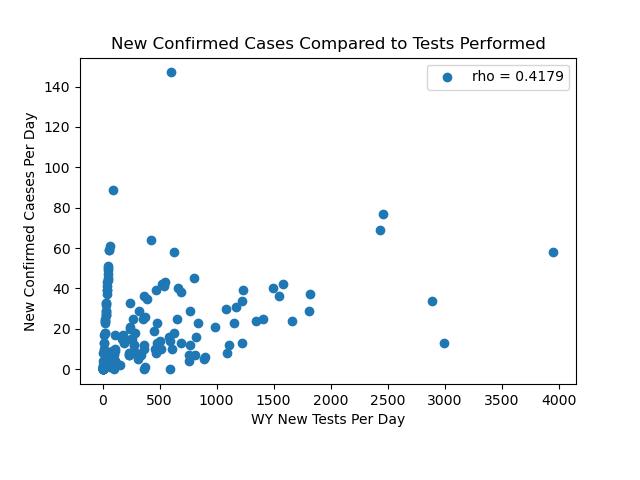 New Confirmed Cases Compared to Tests Performed
rho = 0.4179
New Confirmed Caeses Per Day
140
120
100
80
60
40
20
0
0 500 1000 1500 2000 2500 3000 3500 4000
WY New Tests Per Day